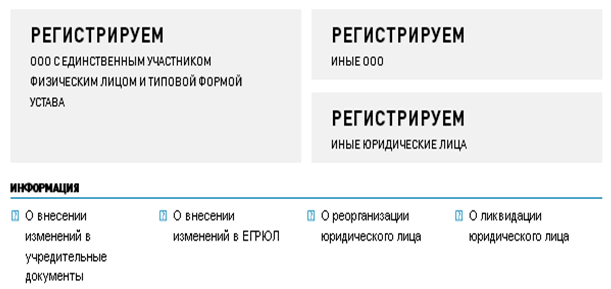 РЕГИСТРИРУЕМ
ООО С ЕДИНСТВЕННЫМ УЧАСТНИКОМ
ФИЗИЧЕСКИМ ЛИЦОМ И ТИПОВОЙ ФОРМОЙ
УСТАВА
РЕГИСТРИРУЕМ
ИНЫЕ ООО
РЕГИСТРИРУЕМ
ИНЫЕ ЮРИДИЧЕСКИЕ ЛИЦА
ИНФОРМАЦИЯ
О внесении
изменений в
учредительные
документы
О внесении
изменений в ЕГРЮЛ
О реорганизации
юридического лица
О ликвидации
юридического лица